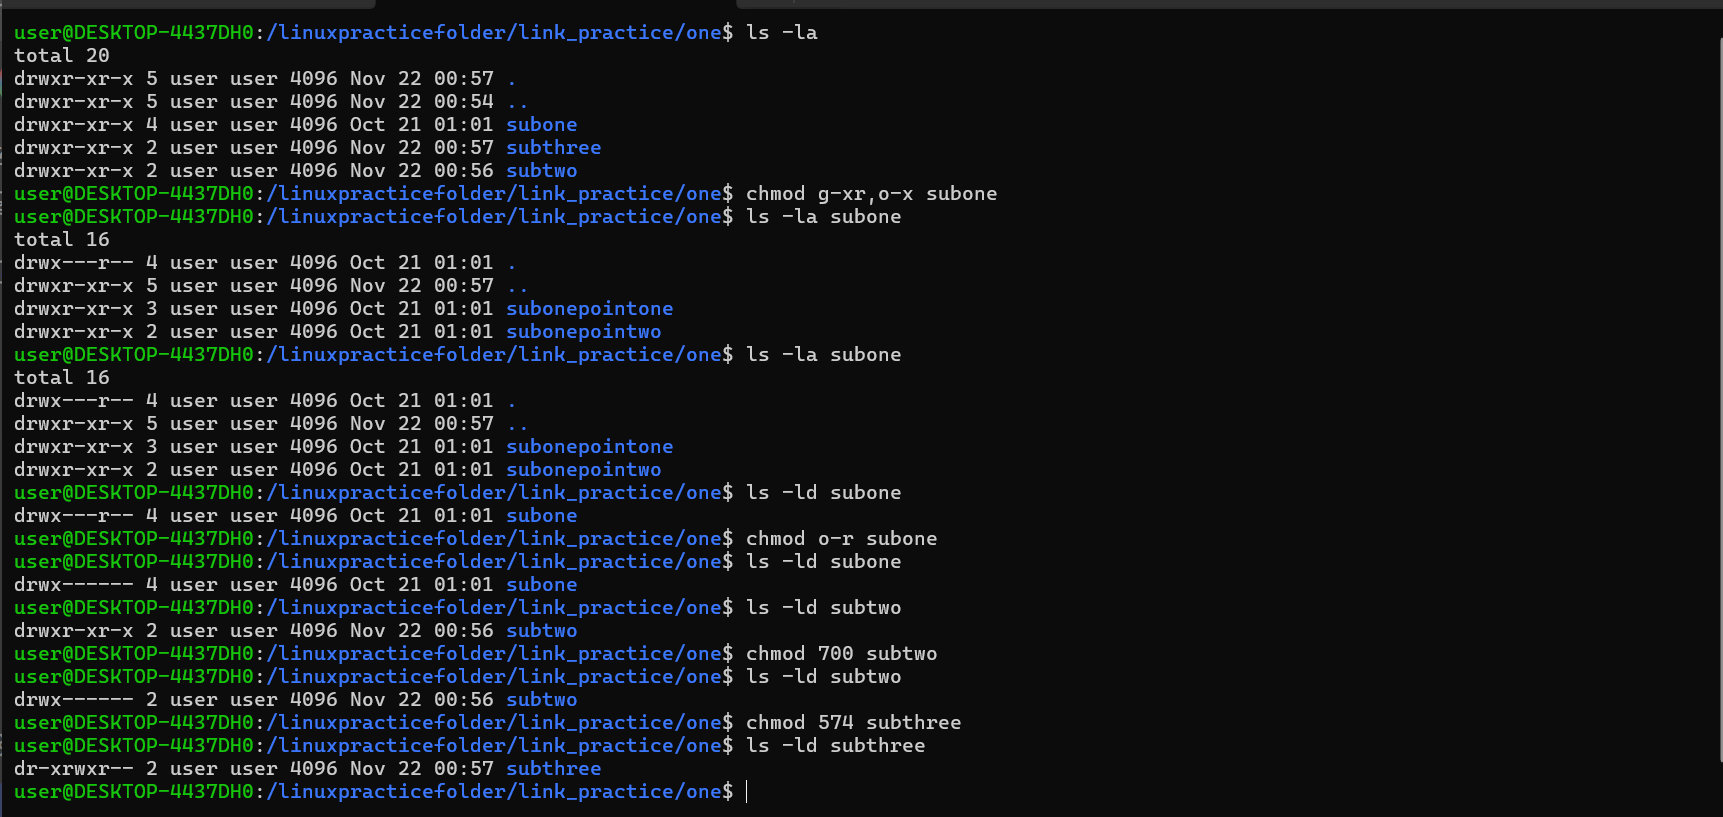 user@DESKTOP-4437DH0:/linuxpracticefolder/link_practice/one$ ls -la
total 20
drwxr-xr-x 5 user user 4096 Nov 22 00:57 .
drwxr-xr-x 5 user user 4096 Nov 22 00:54 ..
drwxr-xr-x 4 user user 4096 Oct 21 01:01 subone
drwxr-xr-x 2 user user 4096 Nov 22 00:57 subthree
drwxr-xr-x 2 user user 4096 Nov 22 00:56 subtwo
user@DESKTOP-4437DH0:/linuxpracticefolder/link_practice/one$ chmod g-xr,o-x subone
user@DESKTOP-4437DH0:/linuxpracticefolder/link_practice/one$ ls -la subone
total 16
drwx---r-- 4 user user 4096 Oct 21 01:01 .
drwxr-xr-x 5 user user 4096 Nov 22 00:57 ..
drwxr-xr-x 3 user user 4096 Oct 21 01:01 subonepointone
drwxr-xr-x 2 user user 4096 Oct 21 01:01 subonepointwo
user@DESKTOP-4437DH0:/linuxpracticefolder/link_practice/one$ ls -la subone
total 16
drwx---r-- 4 user user 4096 Oct 21 01:01 .
drwxr-xr-x 5 user user 4096 Nov 22 00:57 ..
drwxr-xr-x 3 user user 4096 Oct 21 01:01 subonepointone
drwxr-xr-x 2 user user 4096 Oct 21 01:01 subonepointwo
user@DESKTOP-4437DH0:/linuxpracticefolder/link_practice/one$ ls -ld subone
drwx---r-- 4 user user 4096 Oct 21 01:01 subone
user@DESKTOP-4437DH0:/linuxpracticefolder/link_practice/one$ chmod o-r subone
user@DESKTOP-4437DH0:/linuxpracticefolder/link_practice/one$ ls -ld subone
drwx------ 4 user user 4096 Oct 21 01:01 subone
user@DESKTOP-4437DH0:/linuxpracticefolder/link_practice/one$ ls -ld subtwo
drwxr-xr-x 2 user user 4096 Nov 22 00:56 subtwo
user@DESKTOP-4437DH0:/linuxpracticefolder/link_practice/one$ chmod 700 subtwo
user@DESKTOP-4437DH0:/linuxpracticefolder/link_practice/one$ ls -ld subtwo
drwx------ 2 user user 4096 Nov 22 00:56 subtwo
user@DESKTOP-4437DH0:/linuxpracticefolder/link_practice/one$ chmod 574 subthree
user@DESKTOP-4437DH0:/linuxpracticefolder/link_practice/one$ ls -ld subthree
dr-xrwxr-- 2 user user 4096 Nov 22 00:57 subthree
user@DESKTOP-4437DH0:/linuxpracticefolder/link_practice/one$